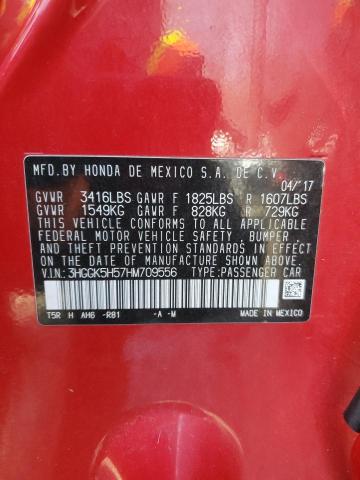 MFD.BY HONDA DE MEXICO S.A. DE C.V.
04/'17
GVWR 3416LBS GAWR F 1825LBS R 1607LBS
GVWR 1549KG GAWR F 828KG R 729KG
THIS VEHICLE CONFORMS TO ALL APPLICABLE
FEDERAL MOTOR VEHICLE SAFETY, BUMPER,
AND THEFT PREVENTION STANDARDS IN EFFECT
ON THE DATE OF MANUFACTURE SHOWN ABOVE.
V.I.N.: 3HGGK5H57HM709556 TYPE: PASSENGER CAR
T5R H AH6 -R81 -A -M MADE IN MEXICO